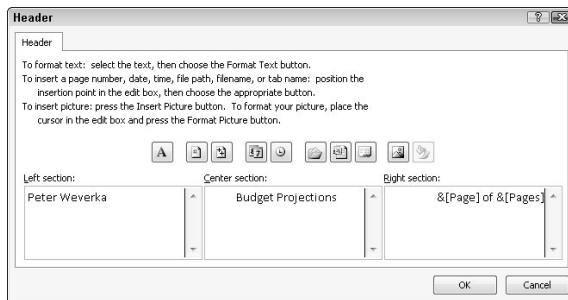 Header
Header
To format text: select the text, then choose the Format Text button.
To insert a page number, date, time, file path, filename, or tab name: position the
insertion point in the edit box, then choose the appropriate button.
To insert picture: press the Insert Picture button. To format your picture, place the
cursor in the edit box and press the Format Picture button.
A
Left section:
Center section:
Right section:
Peter Weverka
Budget Projections
&[Page] of &[Pages]
OK
Cancel